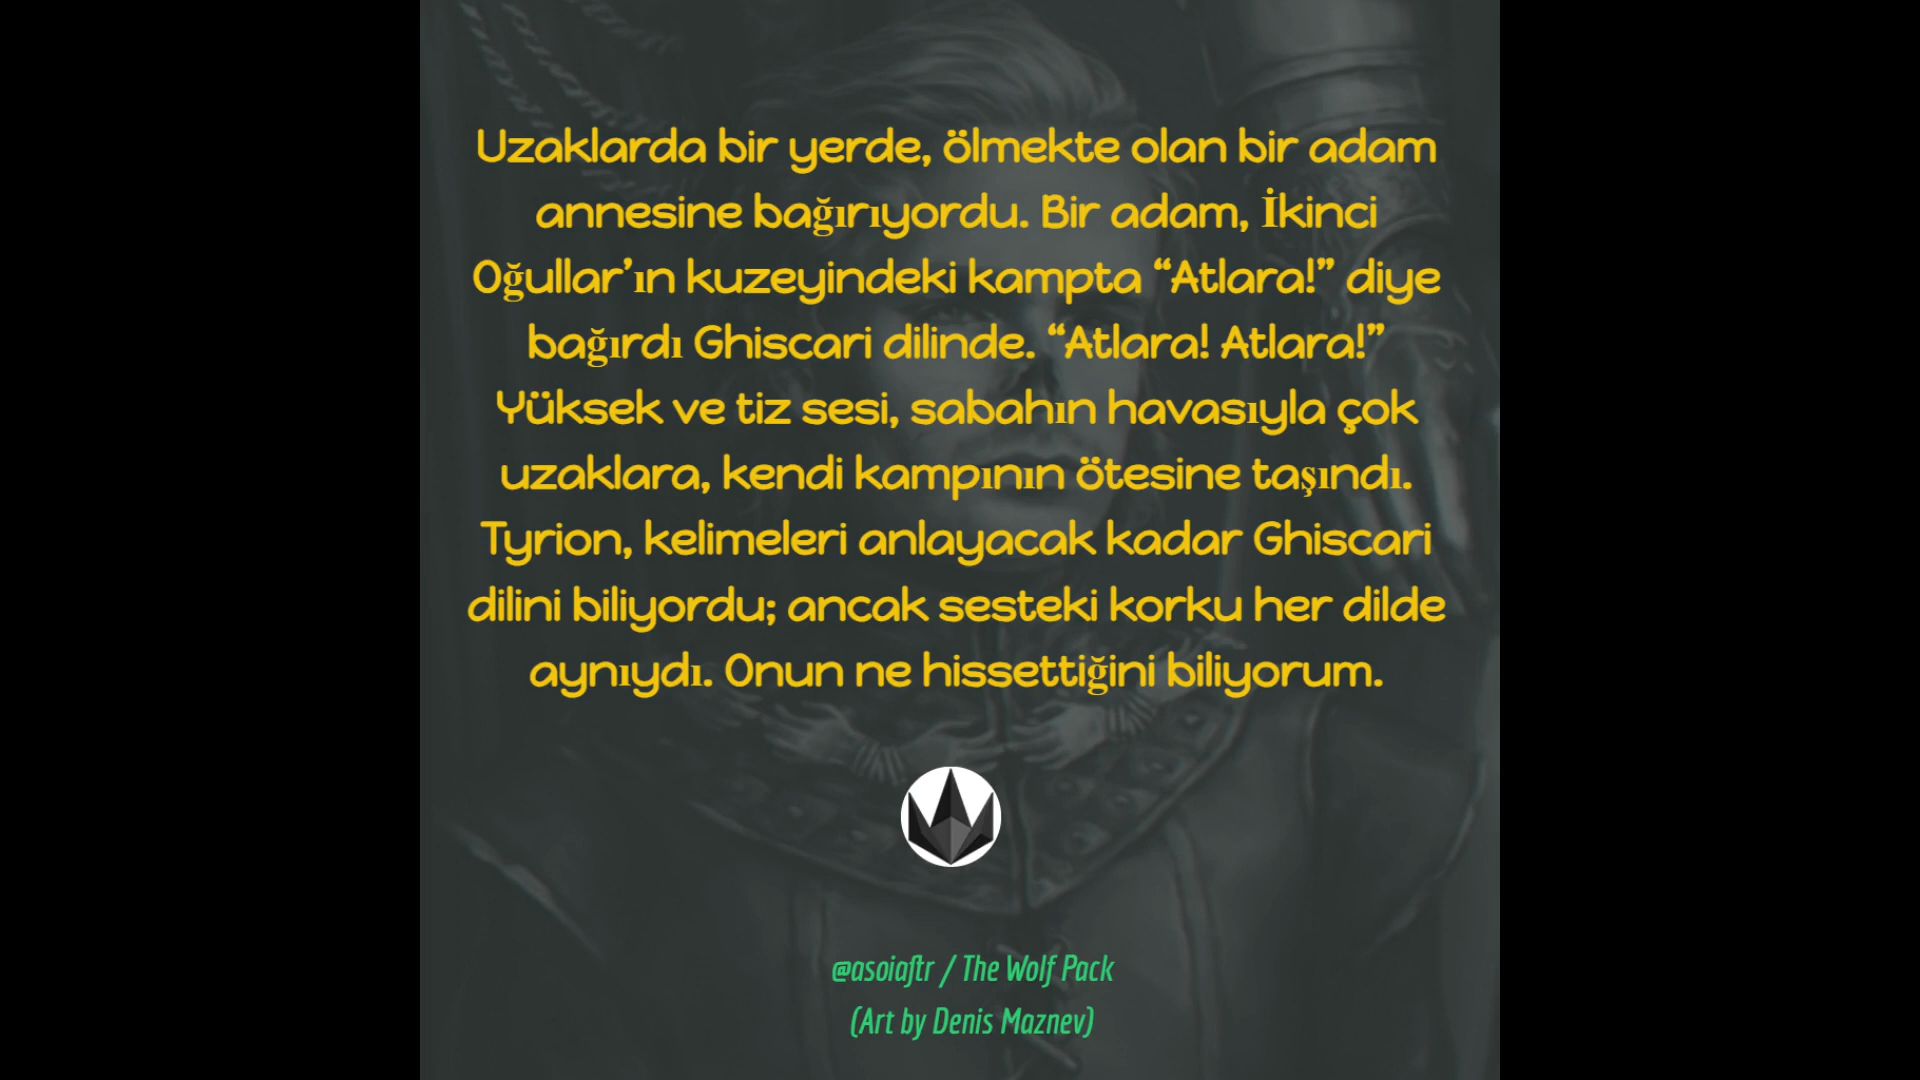 Uzaklarda bir yerde, ölmekte olan bir adam
annesine bağırıyordu. Bir adam, İkinci
Oğullar’ın kuzeyindeki kampta “Atlara!” diye
bağırdı Ghiscari dilinde. “Atlara! Atlara!”
Yüksek ve tiz sesi, sabahın havasıyla çok
uzaklara, kendi kampının ötesine taşındı.
Tyrion, kelimeleri anlayacak kadar Ghiscari
dilini biliyordu; ancak sesteki korku her dilde
aynıydı. Onun ne hissettiğini biliyorum.
@asoiaftr / The Wolf Pack
(Art by Denis Maznev)